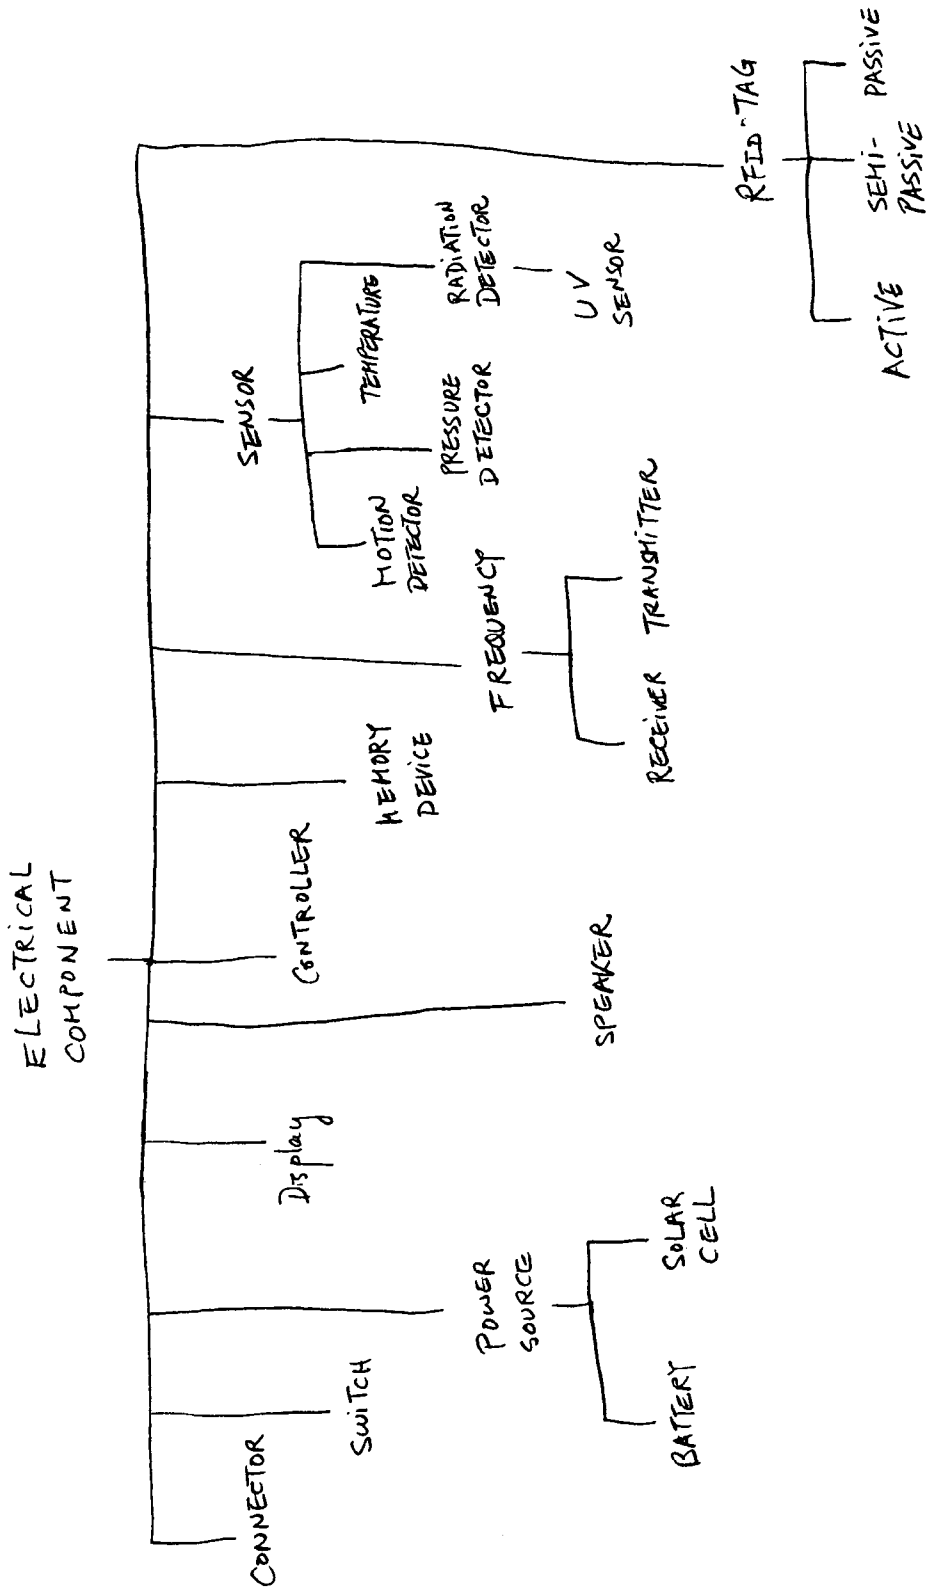 ELECTRICAL
COMPONENT
CONNECTOR
SWITCH
POWER
SOURCE
BATTERY
SOLAR
CELL
Display
SPEAKER
CONTROLLER
MEMORY
DEVICE
FREQUENCY
RECEIVER
TRANSMITTER
SENSOR
MOTION
DETECTOR
PRESSURE
DETECTOR
TEMPERATURE
RADIATION
DETECTOR
UV
SENSOR
RFID-TAG
ACTIVE
SEMI-
PASSIVE
PASSIVE